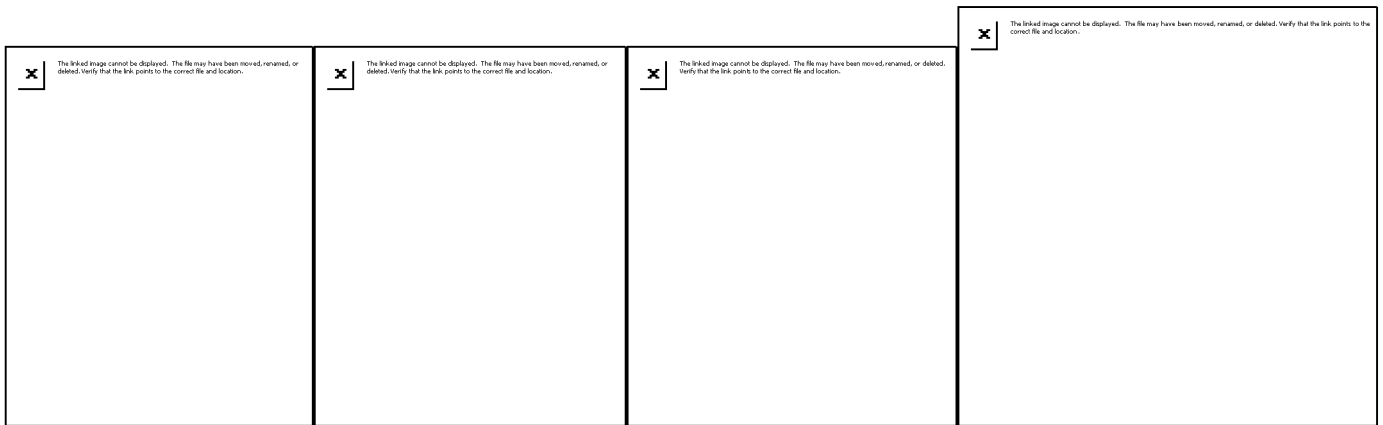 The linked image cannot be displayed. The file may have been moved, renamed, or
deleted. Verify that the link points to the correct file and location.
The linked image cannot be displayed. The file may have been moved, renamed, or
deleted. Verify that the link points to the correct file and location.
The linked image cannot be displayed. The file may have been moved, renamed, or deleted.
Verify that the link points to the correct file and location.
The linked image cannot be displayed. The file may have been moved, renamed, or deleted. Verify that the link points to the
correct file and location.